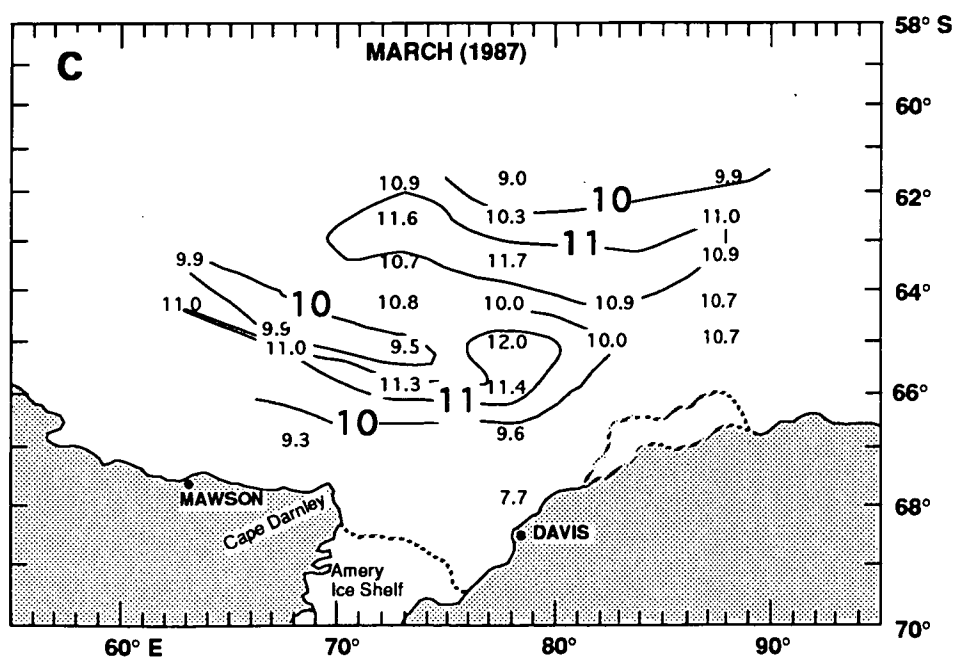 58° S
MARCH (1987)
C
60°
10.9 9.0 9.9
10 62°
11.6 10.3 11.0
11
9.9 10.7 11.7 10.9
11.0 10 10.8 10.0 10.9 10.7 64°
9.9 10.7
11.0 9.5 12.0 10.0
11.3 11.4 66°
11
10
9.3 9.6
MAWSON 7.7 68°
Cape Darnley
DAVIS
Amery
Ice Shelf
70°
60° E 70° 80° 90°